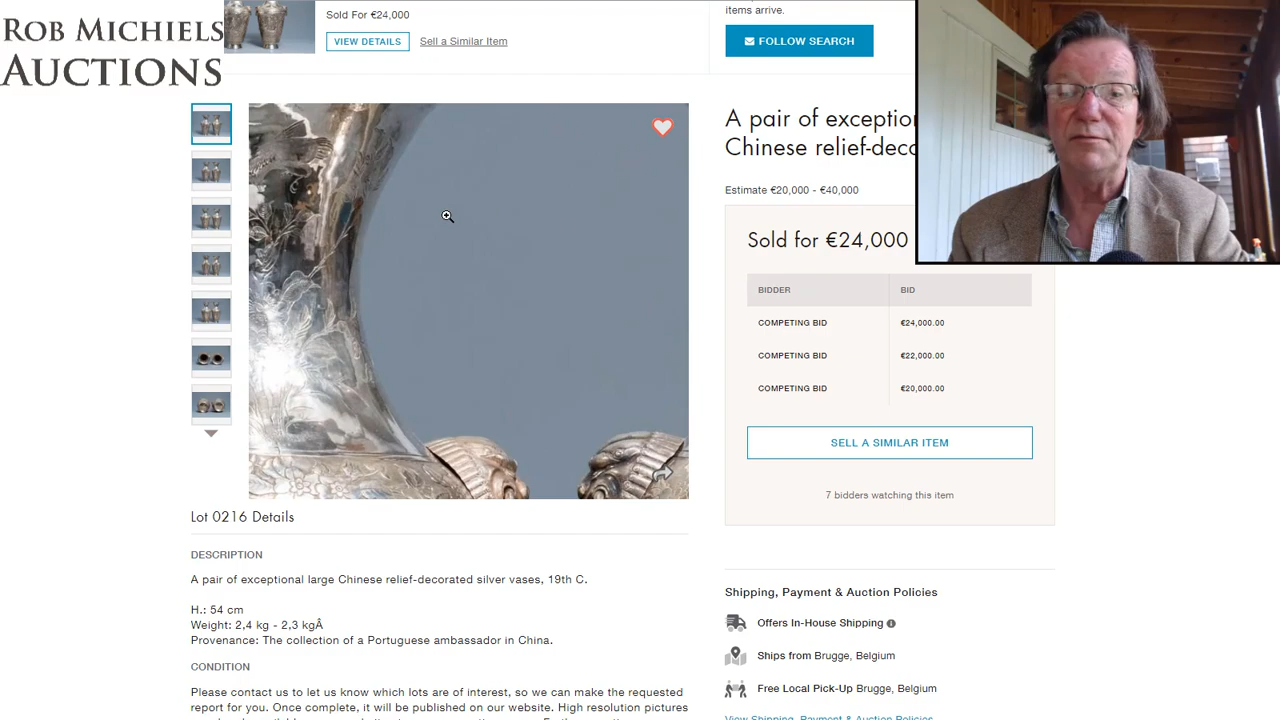 ROB MICHIELS
AUCTIONS
Sold For €24,000
VIEW DETAILS
Sell a Similar Item
items arrive.
FOLLOW SEARCH
A pair of exception
Chinese relief-deco
Estimate €20,000 - €40,000
Sold for €24,000
BIDDER BID
COMPETING BID €24,000.00
COMPETING BID €22,000.00
COMPETING BID €20,000.00
SELL A SIMILAR ITEM
7 bidders watching this item
Lot 0216 Details
DESCRIPTION
A pair of exceptional large Chinese relief-decorated silver vases, 19th C.
H.: 54 cm
Weight: 2,4 kg - 2,3 kgÂ
Provenance: The collection of a Portuguese ambassador in China.
CONDITION
Please contact us to let us know which lots are of interest, so we can make the requested
report for you. Once complete, it will be published on our website. High resolution pictures
Shipping, Payment & Auction Policies
Offers In-House Shipping
Ships from Brugge, Belgium
Free Local Pick-Up Brugge, Belgium
View Shipping, Payment & Auction Policies